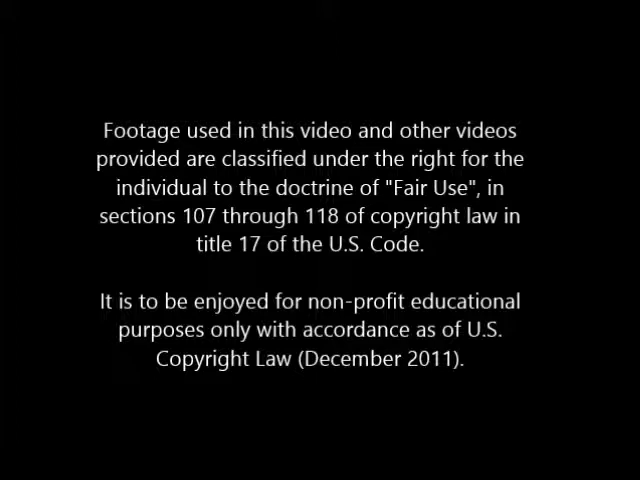 Footage used in this video and other videos
provided are classified under the right for the
individual to the doctrine of "Fair Use", in
sections 107 through 118 of copyright law in
title 17 of the U.S. Code.
It is to be enjoyed for non-profit educational
purposes only with accordance as of U.S.
Copyright Law (December 2011).